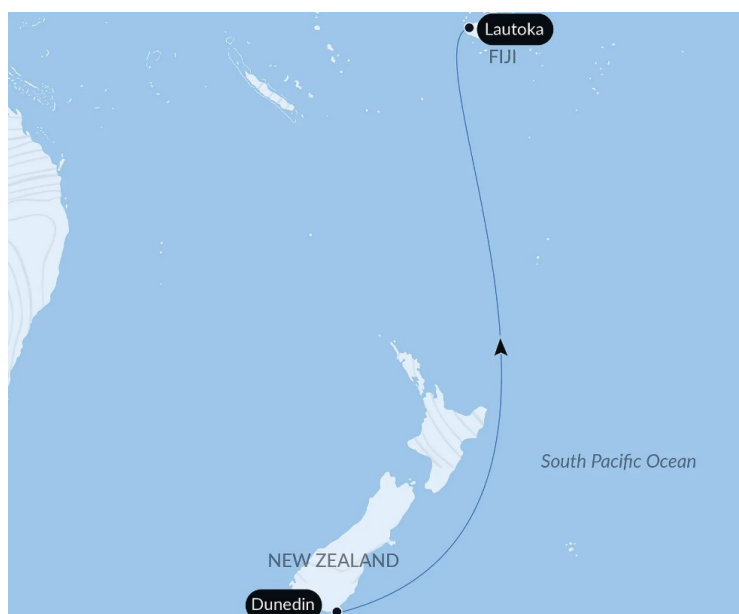 Lautoka
FIJI
South Pacific Ocean
NEW ZEALAND
Dunedin